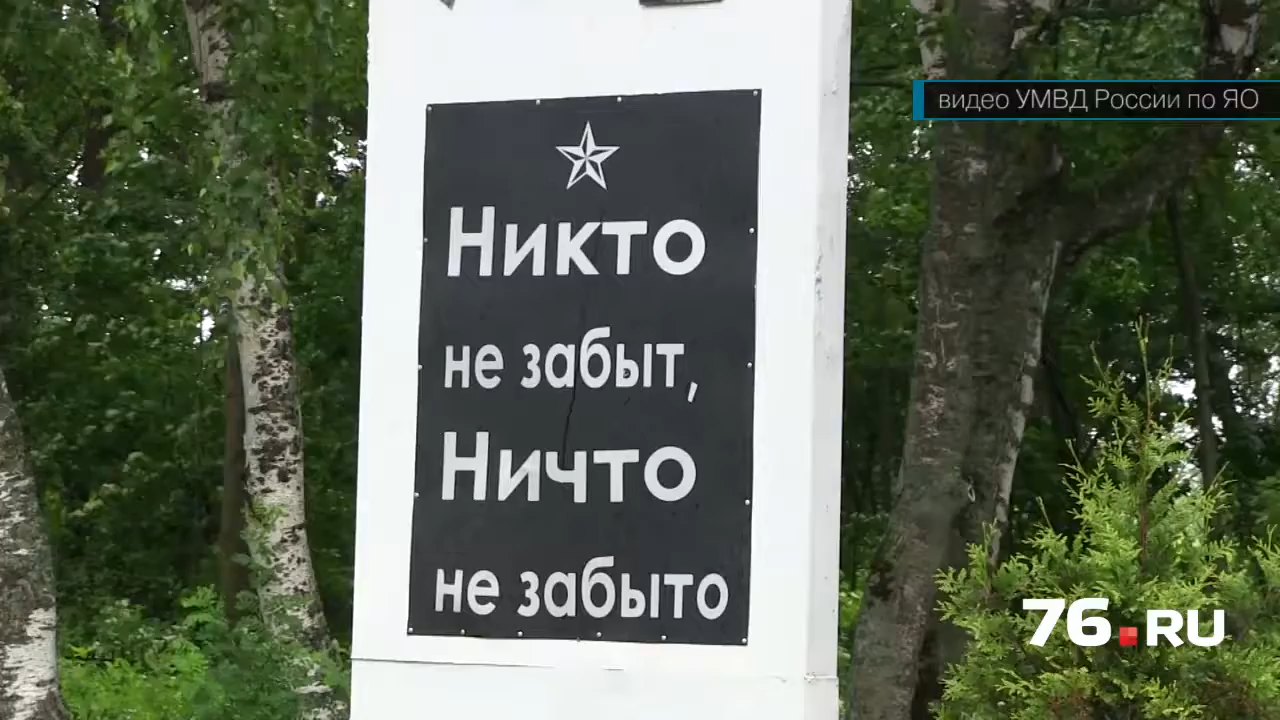 видео УМВД России по ЯО
Никто
не забыт,
Ничто
не забыто
76.RU